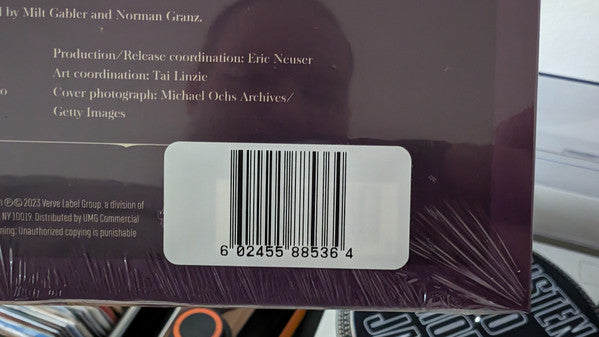 l by Milt Gabler and Norman Granz.
Production/Release coordination: Eric Neuser
Art coordination: Tai Linzie
Cover photograph: Michael Ochs Archives/
Getty Images
℗© 2023 Verve Label Group, a division of
NY 10019. Distributed by UMG Commercial
ning: Unauthorized copying is punishable
6 02455 88536 4